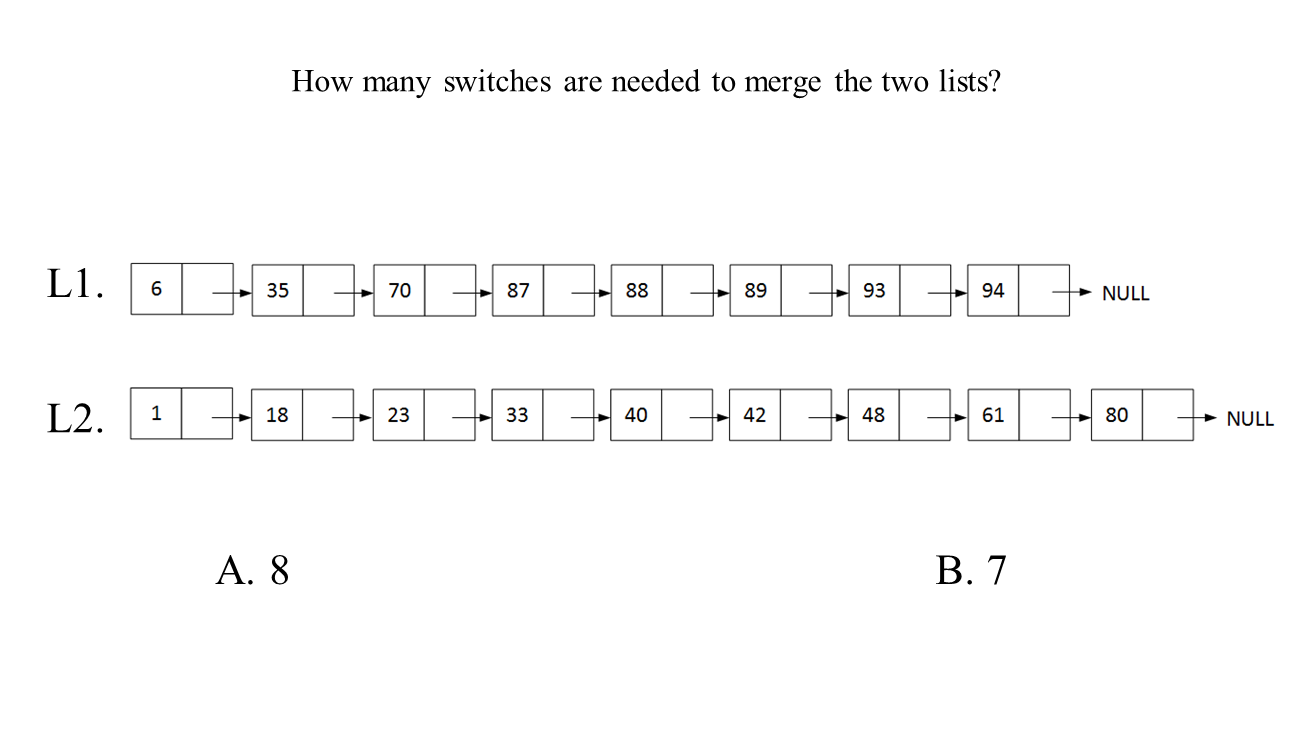 How many switches are needed to merge the two lists?
L1. 6 35 70 87 88 89 93 94 NULL
L2. 1 18 23 33 40 42 48 61 80 NULL
A. 8 B. 7